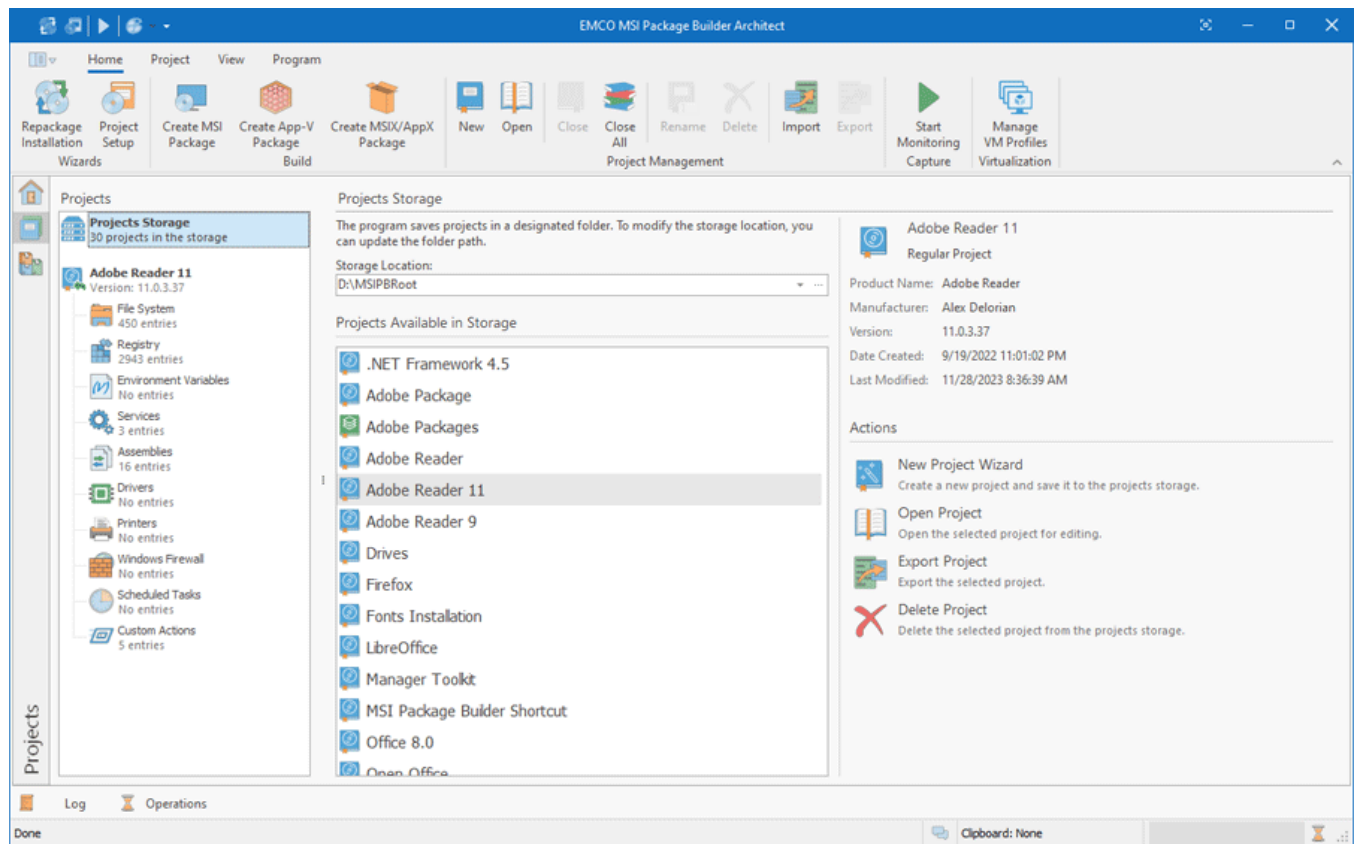 EMCO MSI Package Builder Architect
Home Project View Program
Repackage Installation
Project Setup
Wizards
Create MSI Package
Create App-V Package
Create MSIX/AppX Package
Build
New
Open
Close
Close All
Rename
Delete
Import
Export
Project Management
Start Monitoring
Capture
Manage VM Profiles
Virtualization
Projects
Projects
Projects Storage
30 projects in the storage
Adobe Reader 11
Version: 11.0.3.37
File System
450 entries
Registry
2943 entries
Environment Variables
No entries
Services
3 entries
Assemblies
16 entries
Drivers
No entries
Printers
No entries
Windows Firewall
No entries
Scheduled Tasks
No entries
Custom Actions
5 entries
Projects Storage
The program saves projects in a designated folder. To modify the storage location, you
can update the folder path.
Storage Location:
D:\MSIPBRoot
Projects Available in Storage
.NET Framework 4.5
Adobe Package
Adobe Packages
Adobe Reader
Adobe Reader 11
Adobe Reader 9
Drives
Firefox
Fonts Installation
LibreOffice
Manager Toolkit
MSI Package Builder Shortcut
Office 8.0
Open Office
Adobe Reader 11
Regular Project
Product Name: Adobe Reader
Manufacturer: Alex Delorian
Version: 11.0.3.37
Date Created: 9/19/2022 11:01:02 PM
Last Modified: 11/28/2023 8:36:39 AM
Actions
New Project Wizard
Create a new project and save it to the projects storage.
Open Project
Open the selected project for editing.
Export Project
Export the selected project.
Delete Project
Delete the selected project from the projects storage.
Log Operations
Done
Clipboard: None